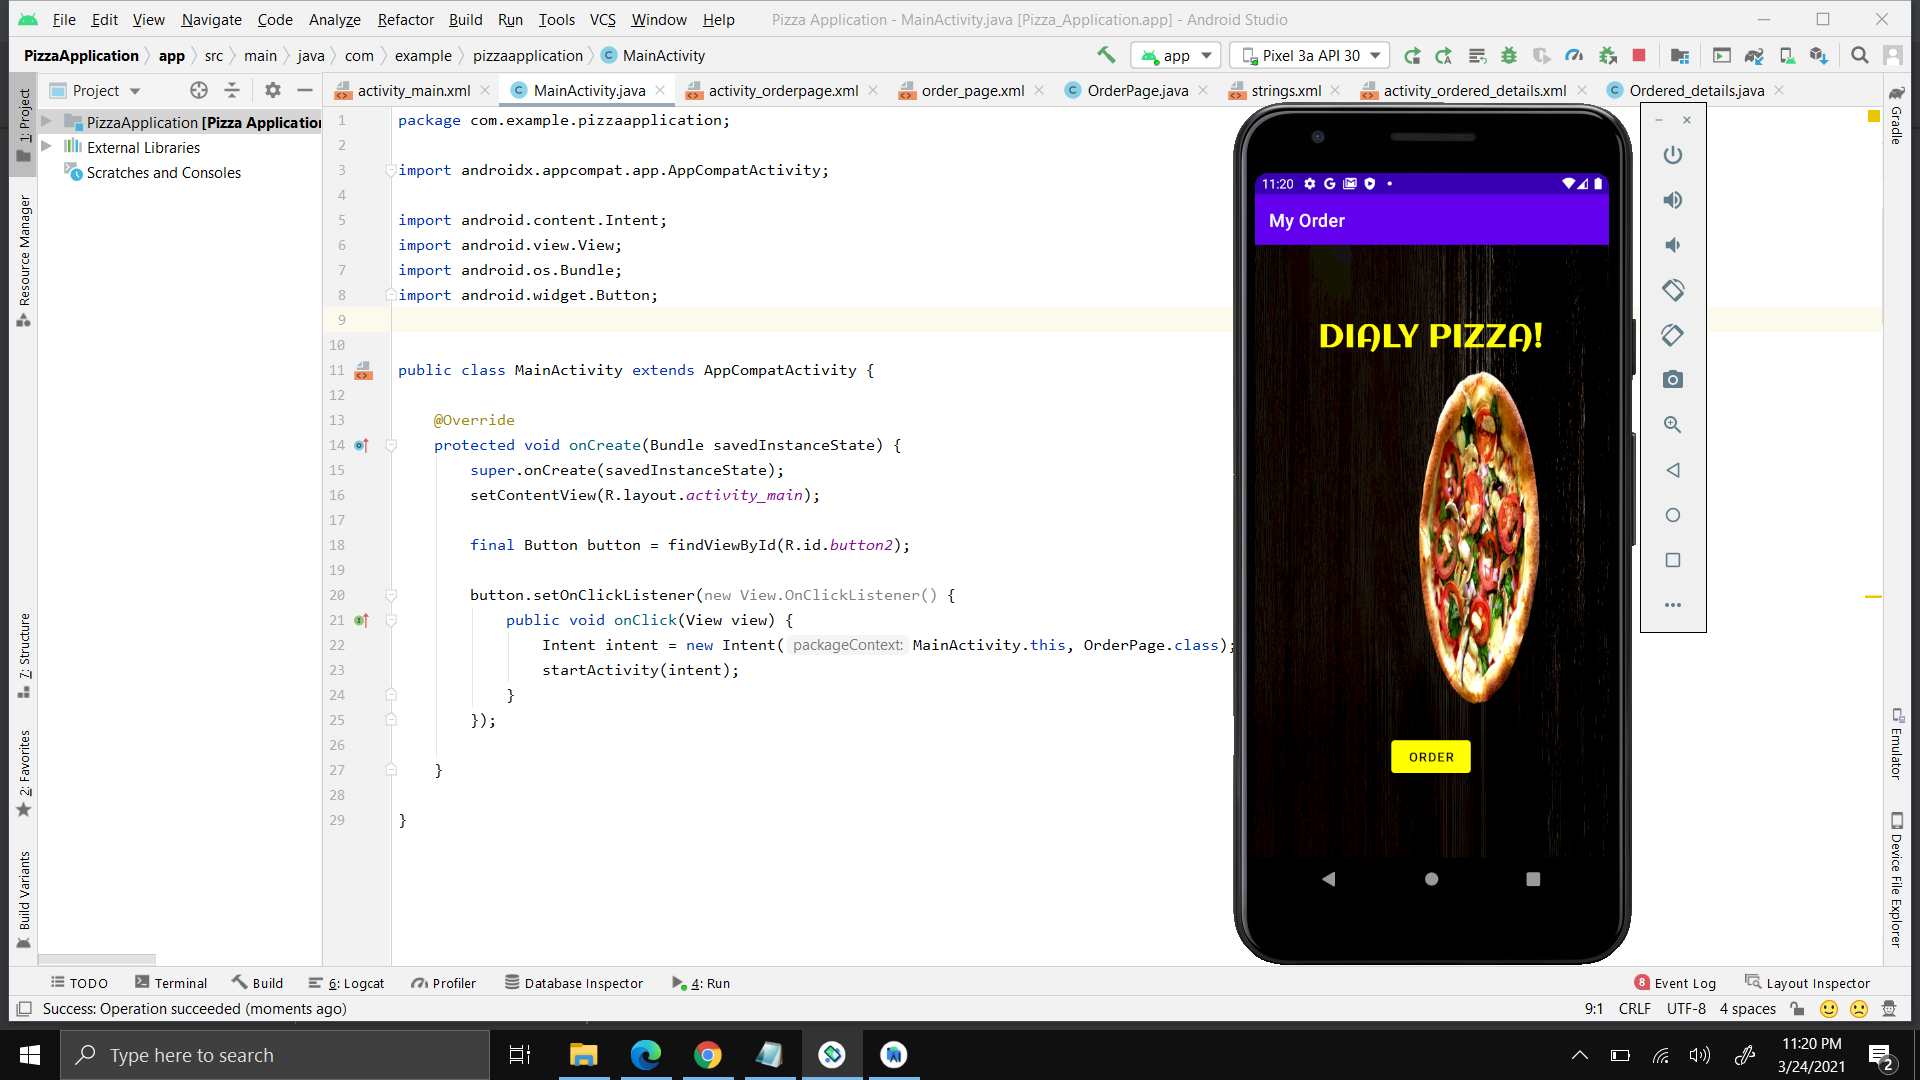 File Edit View Navigate Code Analyze Refactor Build Run Tools VCS Window Help Pizza Application - MainActivity.java [Pizza_Application.app] - Android Studio
PizzaApplication app src main java com example pizzaapplication MainActivity app Pixel 3a API 30
Project
activity_main.xml MainActivity.java activity_orderpage.xml order_page.xml OrderPage.java strings.xml activity_ordered_details.xml Ordered_details.java
PizzaApplication [Pizza Application
External Libraries
Scratches and Consoles
1: Project
Resource Manager
7: Structure
2: Favorites
Build Variants
1 package com.example.pizzaapplication;
2
3 import androidx.appcompat.app.AppCompatActivity;
4
5 import android.content.Intent;
6 import android.view.View;
7 import android.os.Bundle;
8 import android.widget.Button;
9
10
11 public class MainActivity extends AppCompatActivity {
12
13 @Override
14 protected void onCreate(Bundle savedInstanceState) {
15 super.onCreate(savedInstanceState);
16 setContentView(R.layout.activity_main);
17
18 final Button button = findViewById(R.id.button2);
19
20 button.setOnClickListener(new View.OnClickListener() {
21 public void onClick(View view) {
22 Intent intent = new Intent( packageContext: MainActivity.this, OrderPage.class);
23 startActivity(intent);
24 }
25 });
26
27 }
28
29 }
11:20
My Order
DIALY PIZZA!
ORDER
Gradle
Emulator
Device File Explorer
TODO Terminal Build 6: Logcat Profiler Database Inspector 4: Run 8 Event Log Layout Inspector
Success: Operation succeeded (moments ago) 9:1 CRLF UTF-8 4 spaces
Type here to search
11:20 PM
3/24/2021
2